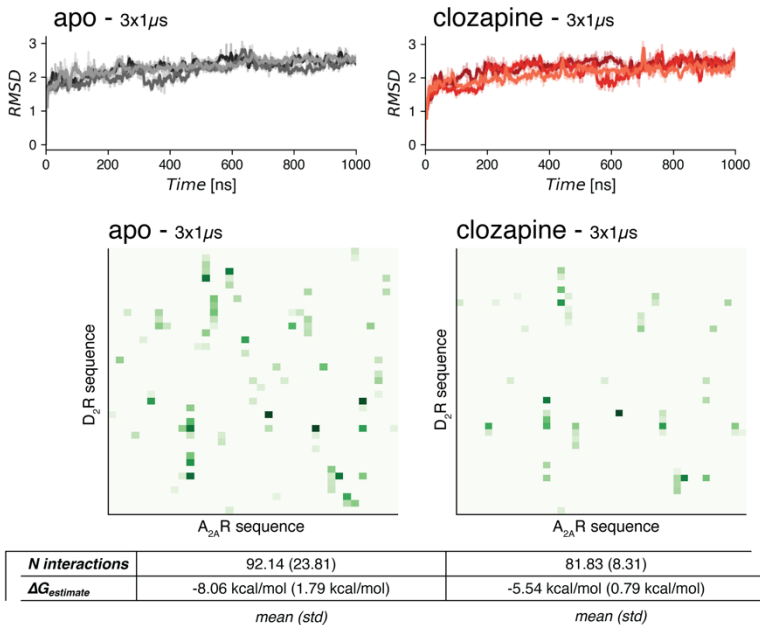 apo - 3x1μs
clozapine - 3x1μs
RMSD
3
2
1
0
0 200 400 600 800 1000
Time [ns]
RMSD
3
2
1
0
0 200 400 600 800 1000
Time [ns]
apo - 3x1μs
clozapine - 3x1μs
D₂R sequence
A₂ₐR sequence
D₂R sequence
A₂ₐR sequence
N interactions 92.14 (23.81) 81.83 (8.31)
ΔG estimate -8.06 kcal/mol (1.79 kcal/mol) -5.54 kcal/mol (0.79 kcal/mol)
mean (std) mean (std)